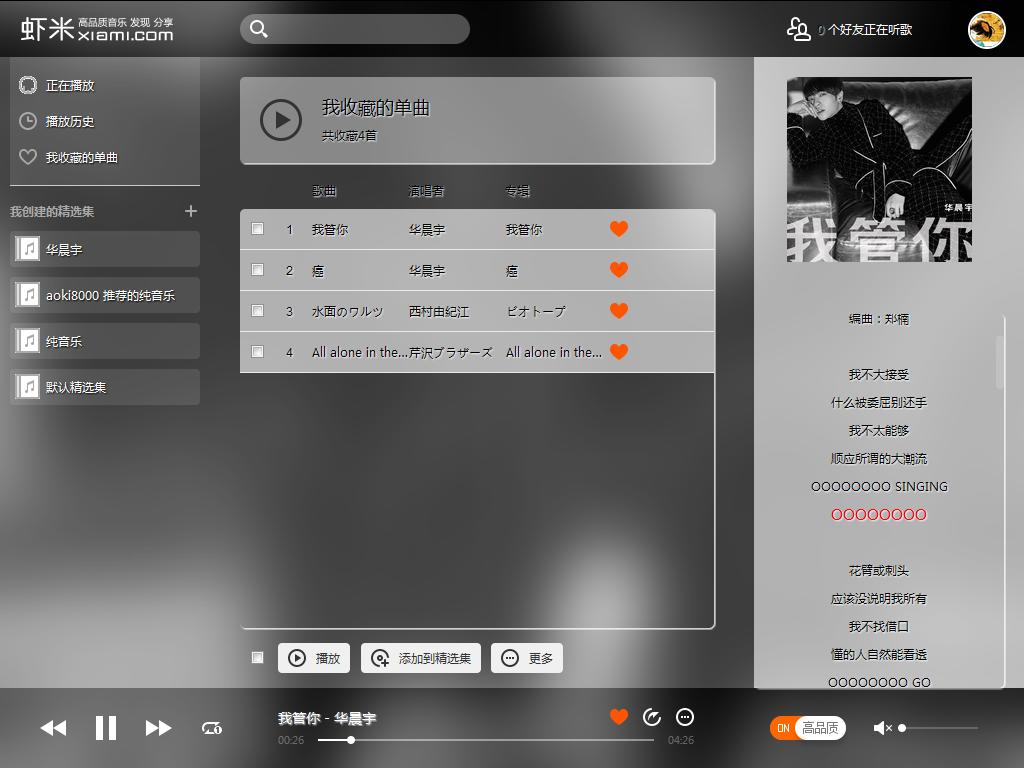 虾米 高品质音乐 发现 分享
xiami.com
0 个好友正在听歌
正在播放
播放历史
我收藏的单曲
我创建的精选集 +
华晨宇
aoki8000 推荐的纯音乐
纯音乐
默认精选集
我收藏的单曲
共收藏4首
歌曲 演唱者 专辑
1 我管你 华晨宇 我管你
2 癌 华晨宇 癌
3 水面のワルツ 西村由紀江 ビオトープ
4 All alone in the... 芹沢ブラザーズ All alone in the...
播放 添加到精选集 更多
华晨宇
我管你
编曲：郑楠
我不大接受
什么被委屈别还手
我不太能够
顺应所谓的大潮流
OOOOOOOO SINGING
OOOOOOOO
花臂或刺头
应该没说明我所有
我不找借口
懂的人自然能看透
OOOOOOOO GO
我管你 - 华晨宇
00:26 04:26
ON 高品质